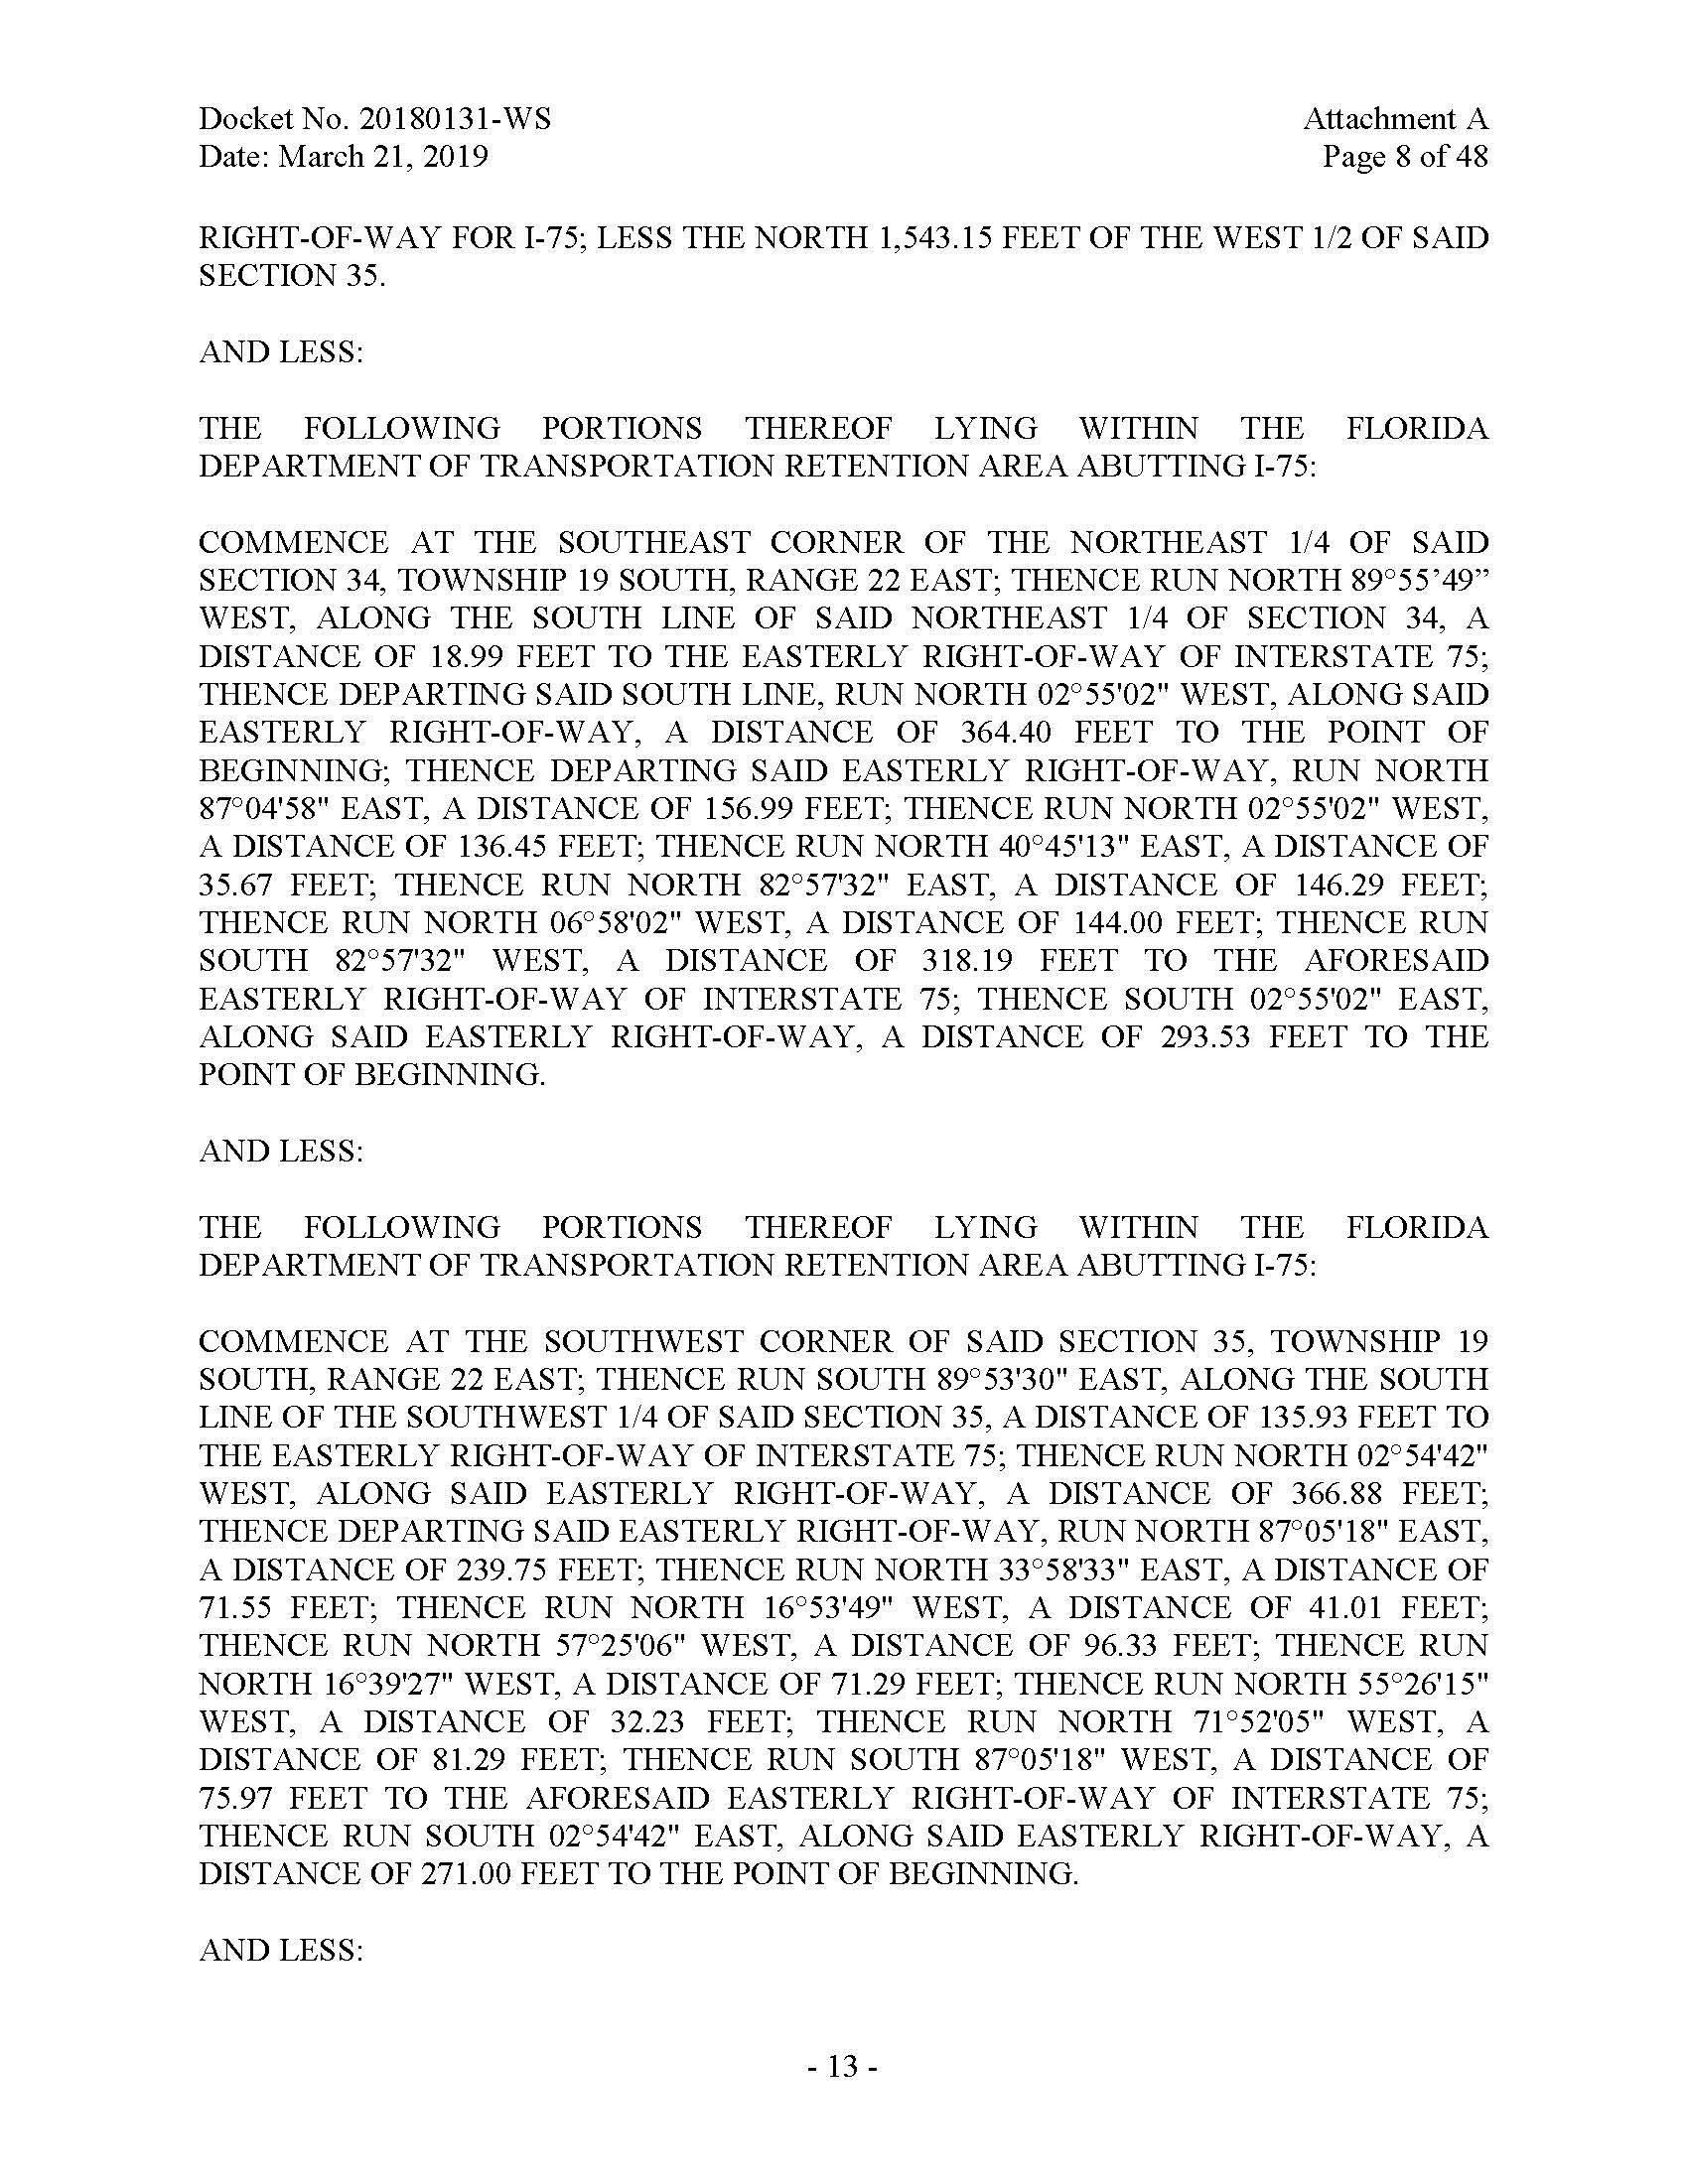 Docket No. 20180131-WS Attachment A
Date: March 21, 2019 Page 8 of 48
RIGHT-OF-WAY FOR I-75; LESS THE NORTH 1,543.15 FEET OF THE WEST 1/2 OF SAID
SECTION 35.
AND LESS:
THE FOLLOWING PORTIONS THEREOF LYING WITHIN THE FLORIDA
DEPARTMENT OF TRANSPORTATION RETENTION AREA ABUTTING I-75:
COMMENCE AT THE SOUTHEAST CORNER OF THE NORTHEAST 1/4 OF SAID
SECTION 34, TOWNSHIP 19 SOUTH, RANGE 22 EAST; THENCE RUN NORTH 89°55’49”
WEST, ALONG THE SOUTH LINE OF SAID NORTHEAST 1/4 OF SECTION 34, A
DISTANCE OF 18.99 FEET TO THE EASTERLY RIGHT-OF-WAY OF INTERSTATE 75;
THENCE DEPARTING SAID SOUTH LINE, RUN NORTH 02°55'02" WEST, ALONG SAID
EASTERLY RIGHT-OF-WAY, A DISTANCE OF 364.40 FEET TO THE POINT OF
BEGINNING; THENCE DEPARTING SAID EASTERLY RIGHT-OF-WAY, RUN NORTH
87°04'58" EAST, A DISTANCE OF 156.99 FEET; THENCE RUN NORTH 02°55'02" WEST,
A DISTANCE OF 136.45 FEET; THENCE RUN NORTH 40°45'13" EAST, A DISTANCE OF
35.67 FEET; THENCE RUN NORTH 82°57'32" EAST, A DISTANCE OF 146.29 FEET;
THENCE RUN NORTH 06°58'02" WEST, A DISTANCE OF 144.00 FEET; THENCE RUN
SOUTH 82°57'32" WEST, A DISTANCE OF 318.19 FEET TO THE AFORESAID
EASTERLY RIGHT-OF-WAY OF INTERSTATE 75; THENCE SOUTH 02°55'02" EAST,
ALONG SAID EASTERLY RIGHT-OF-WAY, A DISTANCE OF 293.53 FEET TO THE
POINT OF BEGINNING.
AND LESS:
THE FOLLOWING PORTIONS THEREOF LYING WITHIN THE FLORIDA
DEPARTMENT OF TRANSPORTATION RETENTION AREA ABUTTING I-75:
COMMENCE AT THE SOUTHWEST CORNER OF SAID SECTION 35, TOWNSHIP 19
SOUTH, RANGE 22 EAST; THENCE RUN SOUTH 89°53'30" EAST, ALONG THE SOUTH
LINE OF THE SOUTHWEST 1/4 OF SAID SECTION 35, A DISTANCE OF 135.93 FEET TO
THE EASTERLY RIGHT-OF-WAY OF INTERSTATE 75; THENCE RUN NORTH 02°54'42"
WEST, ALONG SAID EASTERLY RIGHT-OF-WAY, A DISTANCE OF 366.88 FEET;
THENCE DEPARTING SAID EASTERLY RIGHT-OF-WAY, RUN NORTH 87°05'18" EAST,
A DISTANCE OF 239.75 FEET; THENCE RUN NORTH 33°58'33" EAST, A DISTANCE OF
71.55 FEET; THENCE RUN NORTH 16°53'49" WEST, A DISTANCE OF 41.01 FEET;
THENCE RUN NORTH 57°25'06" WEST, A DISTANCE OF 96.33 FEET; THENCE RUN
NORTH 16°39'27" WEST, A DISTANCE OF 71.29 FEET; THENCE RUN NORTH 55°26'15"
WEST, A DISTANCE OF 32.23 FEET; THENCE RUN NORTH 71°52'05" WEST, A
DISTANCE OF 81.29 FEET; THENCE RUN SOUTH 87°05'18" WEST, A DISTANCE OF
75.97 FEET TO THE AFORESAID EASTERLY RIGHT-OF-WAY OF INTERSTATE 75;
THENCE RUN SOUTH 02°54'42" EAST, ALONG SAID EASTERLY RIGHT-OF-WAY, A
DISTANCE OF 271.00 FEET TO THE POINT OF BEGINNING.
AND LESS:
- 13 -